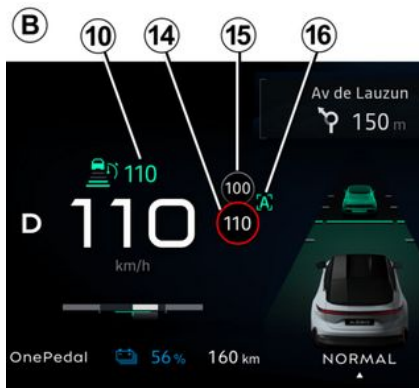 B
10
14
15
16
Av de Lauzun
150 m
110
100
A
D
110
110
km/h
OnePedal
56%
160 km
NORMAL